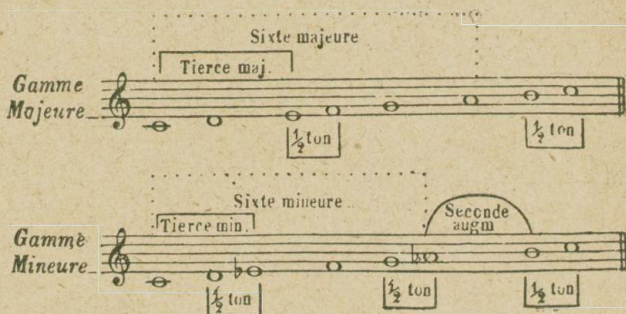 Sixte majeure
Tierce maj.
Gamme
Majeure
½ ton
½ ton
Sixte mineure
Tierce min.
Seconde
augm
Gamme
Mineure
½ ton
½ ton
½ ton